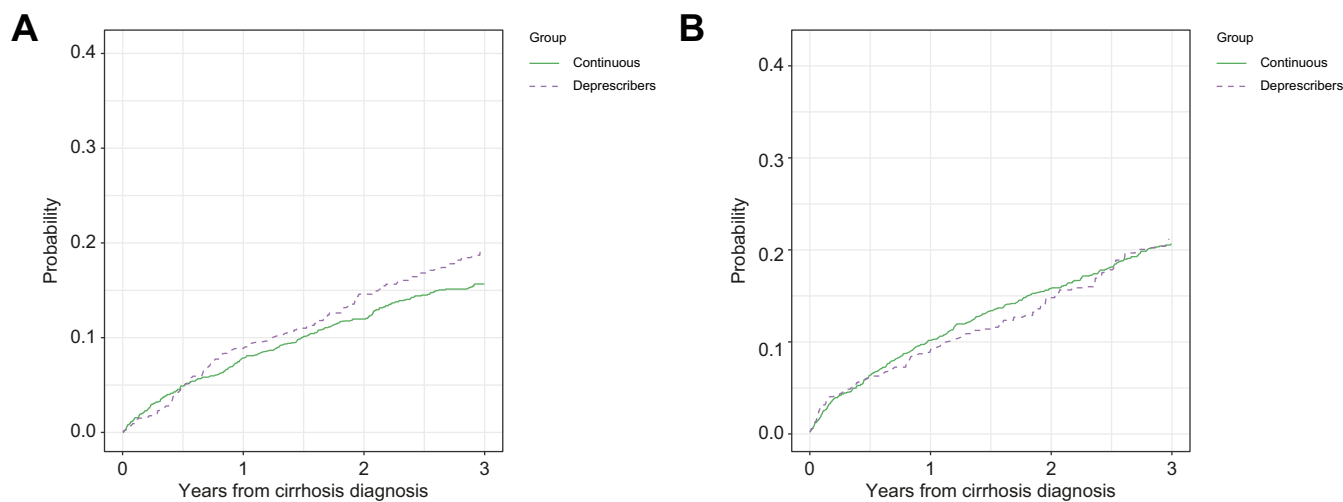 A
Probability
0.4
0.3
0.2
0.1
0.0
0 1 2 3
Years from cirrhosis diagnosis
Group
Continuous
Deprescribers
B
Probability
0.4
0.3
0.2
0.1
0.0
0 1 2 3
Years from cirrhosis diagnosis
Group
Continuous
Deprescribers